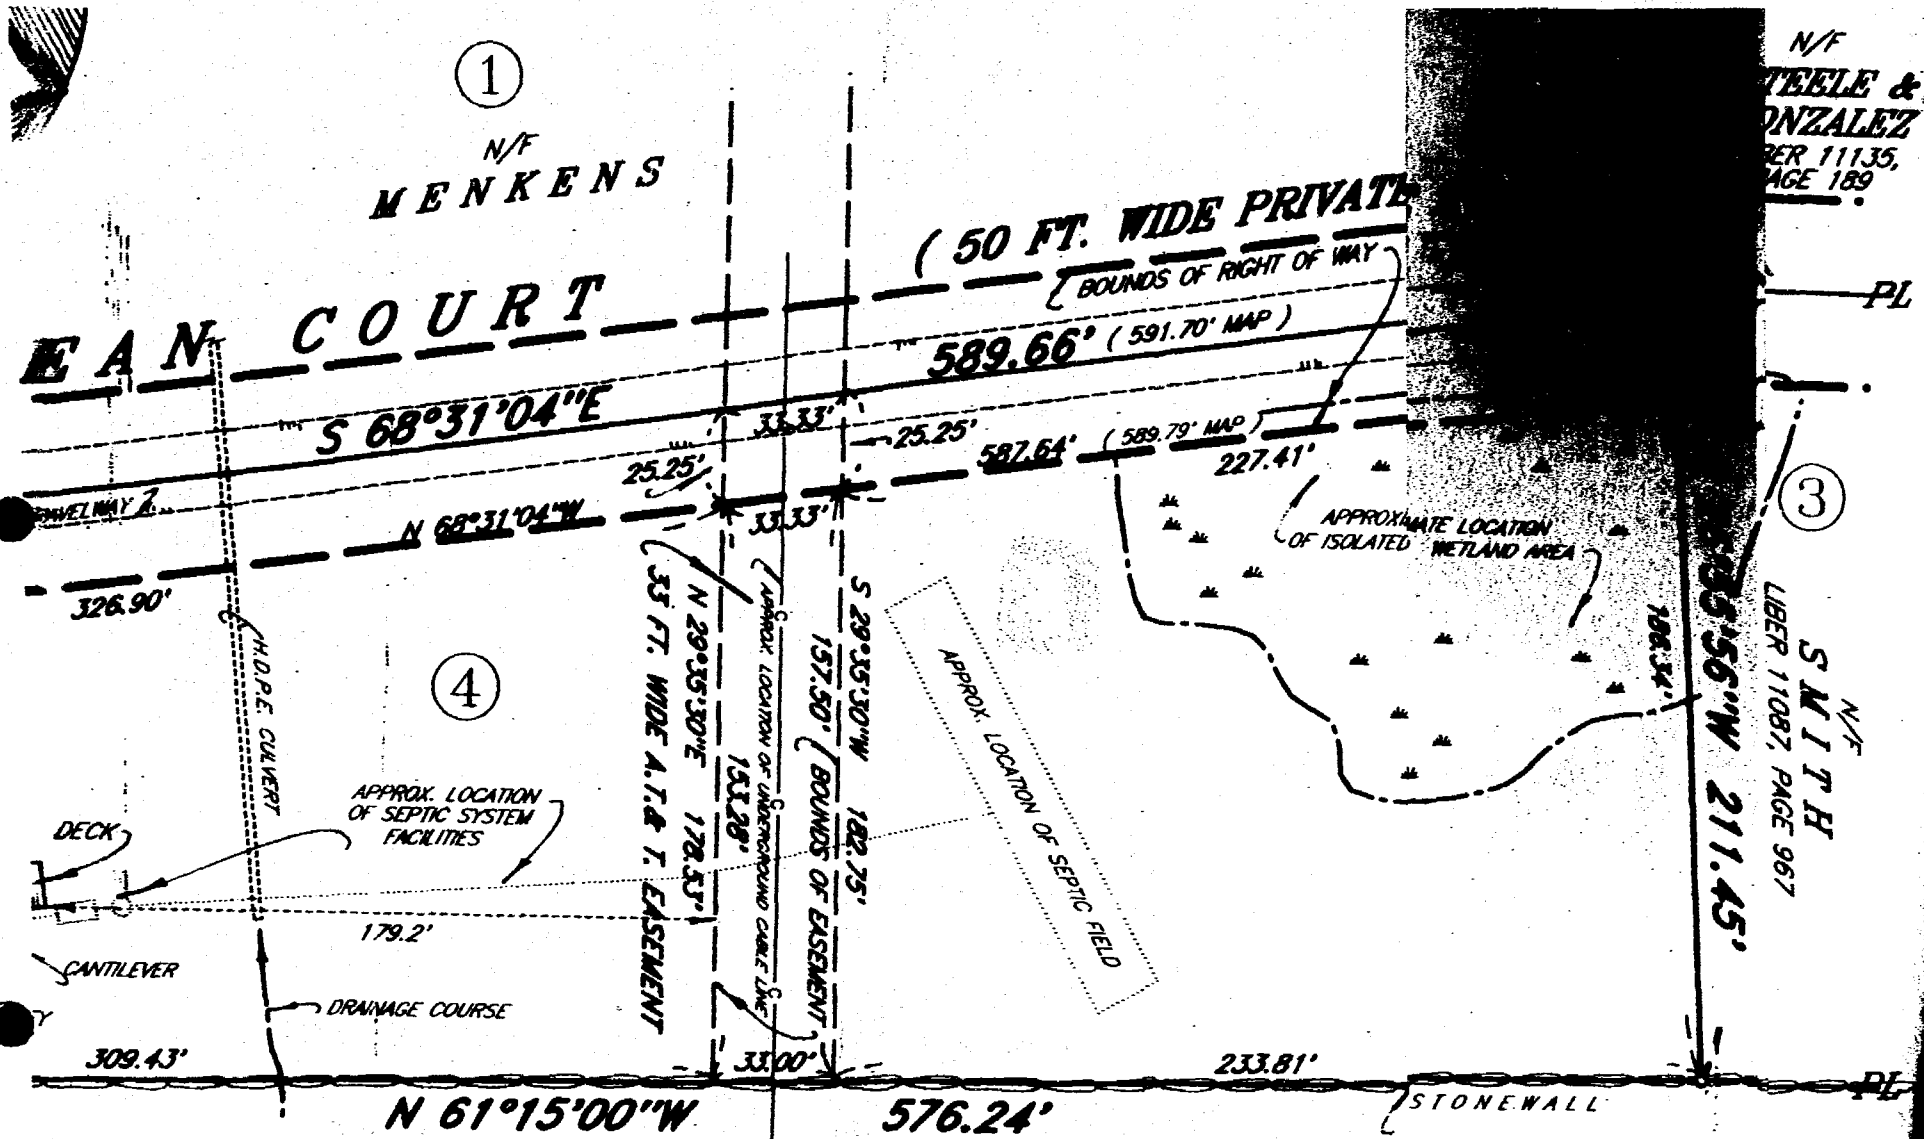 1
N/F
MENKENS
N/F
TEELE &
ONZALEZ
BER 11135,
AGE 189
EAN COURT
( 50 FT. WIDE PRIVATE
BOUNDS OF RIGHT OF WAY
PL
589.66' ( 591.70' MAP )
S 68°31'04"E
33.33'
25.25'
25.25'
587.64' ( 589.79' MAP )
227.41'
N 68°31'04"W
33.33'
326.90'
APPROXIMATE LOCATION
OF ISOLATED WETLAND AREA
3
N/F
SMITH
LIBER 11087, PAGE 967
56"W 211.45'
4
H.D.P.E. CULVERT
33 FT. WIDE A.T.& T. EASEMENT
N 29°35'30"E 178.53'
153.28'
APPROX. LOCATION OF UNDERGROUND CABLE LINE
C
C
C
157.50' BOUNDS OF EASEMENT
S 29°35'30"W 182.75'
APPROX. LOCATION OF SEPTIC FIELD
APPROX. LOCATION
OF SEPTIC SYSTEM
FACILITIES
DECK
179.2'
CANTILEVER
DRAINAGE COURSE
Y
309.43'
33.00'
233.81'
PL
N 61°15'00"W 576.24'
STONEWALL